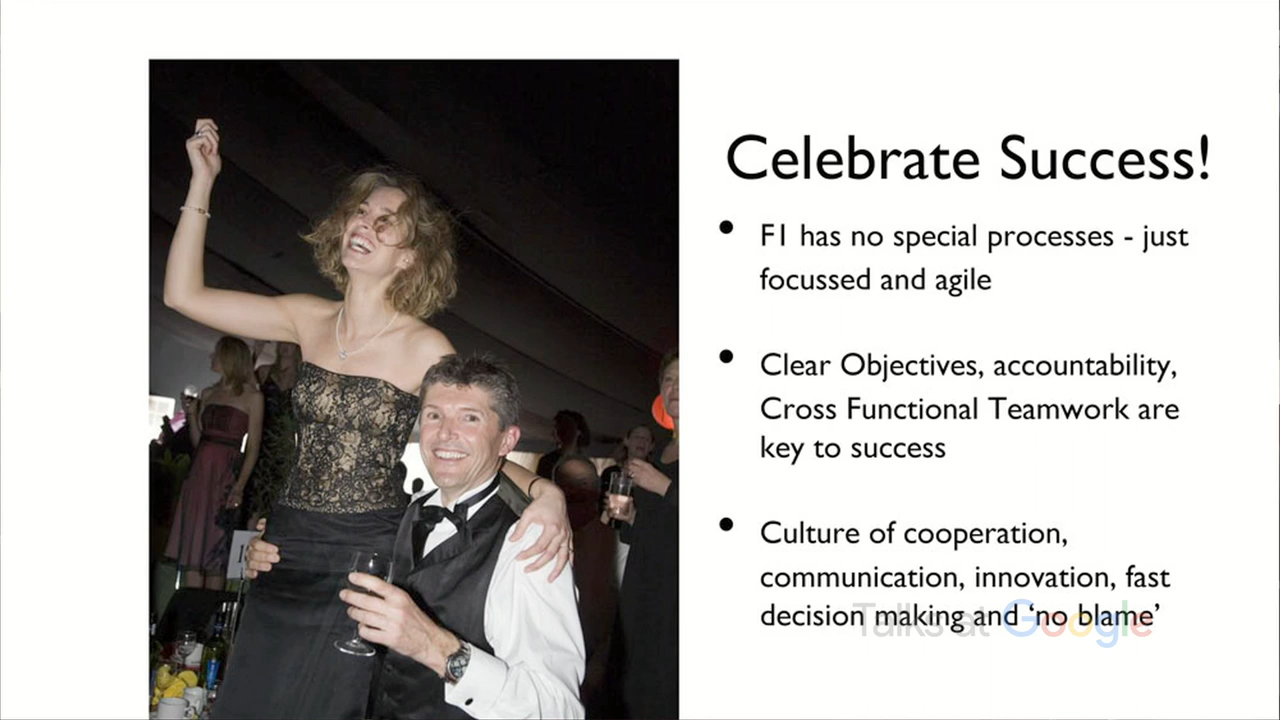 Celebrate Success!
• F1 has no special processes - just
focussed and agile
• Clear Objectives, accountability,
Cross Functional Teamwork are
key to success
• Culture of cooperation,
communication, innovation, fast
decision making and ‘no blame’
Talks at Google